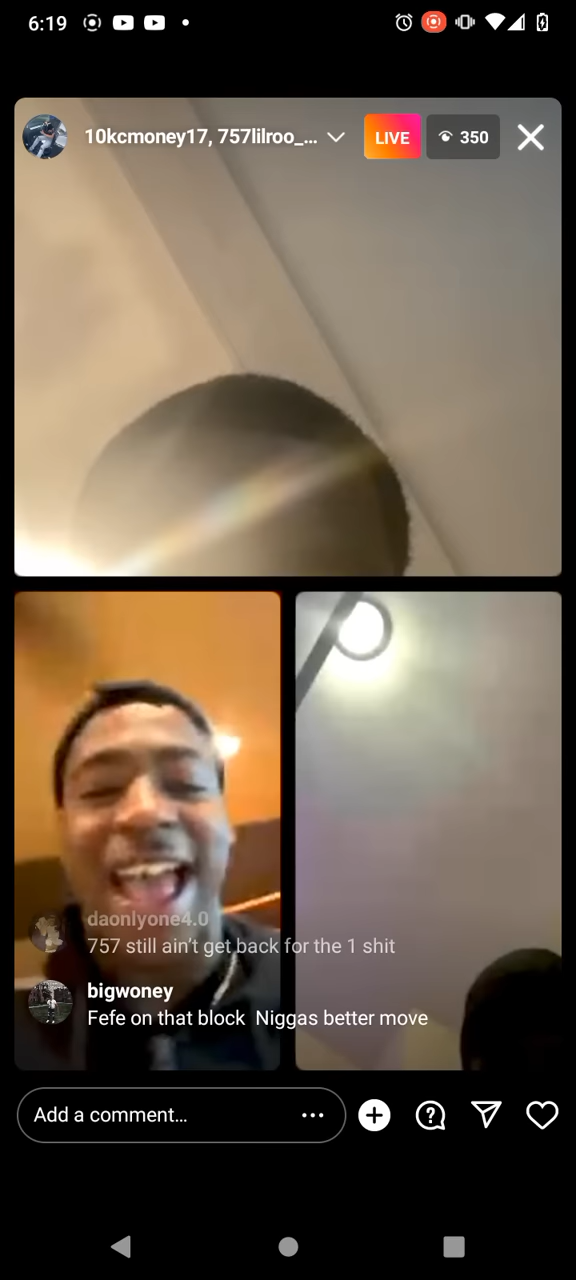 6:19
10kcmoney17, 757lilroo_...
LIVE
350
daonlyone4.0
757 still ain't get back for the 1 shit
bigwoney
Fefe on that block  Niggas better move
Add a comment...